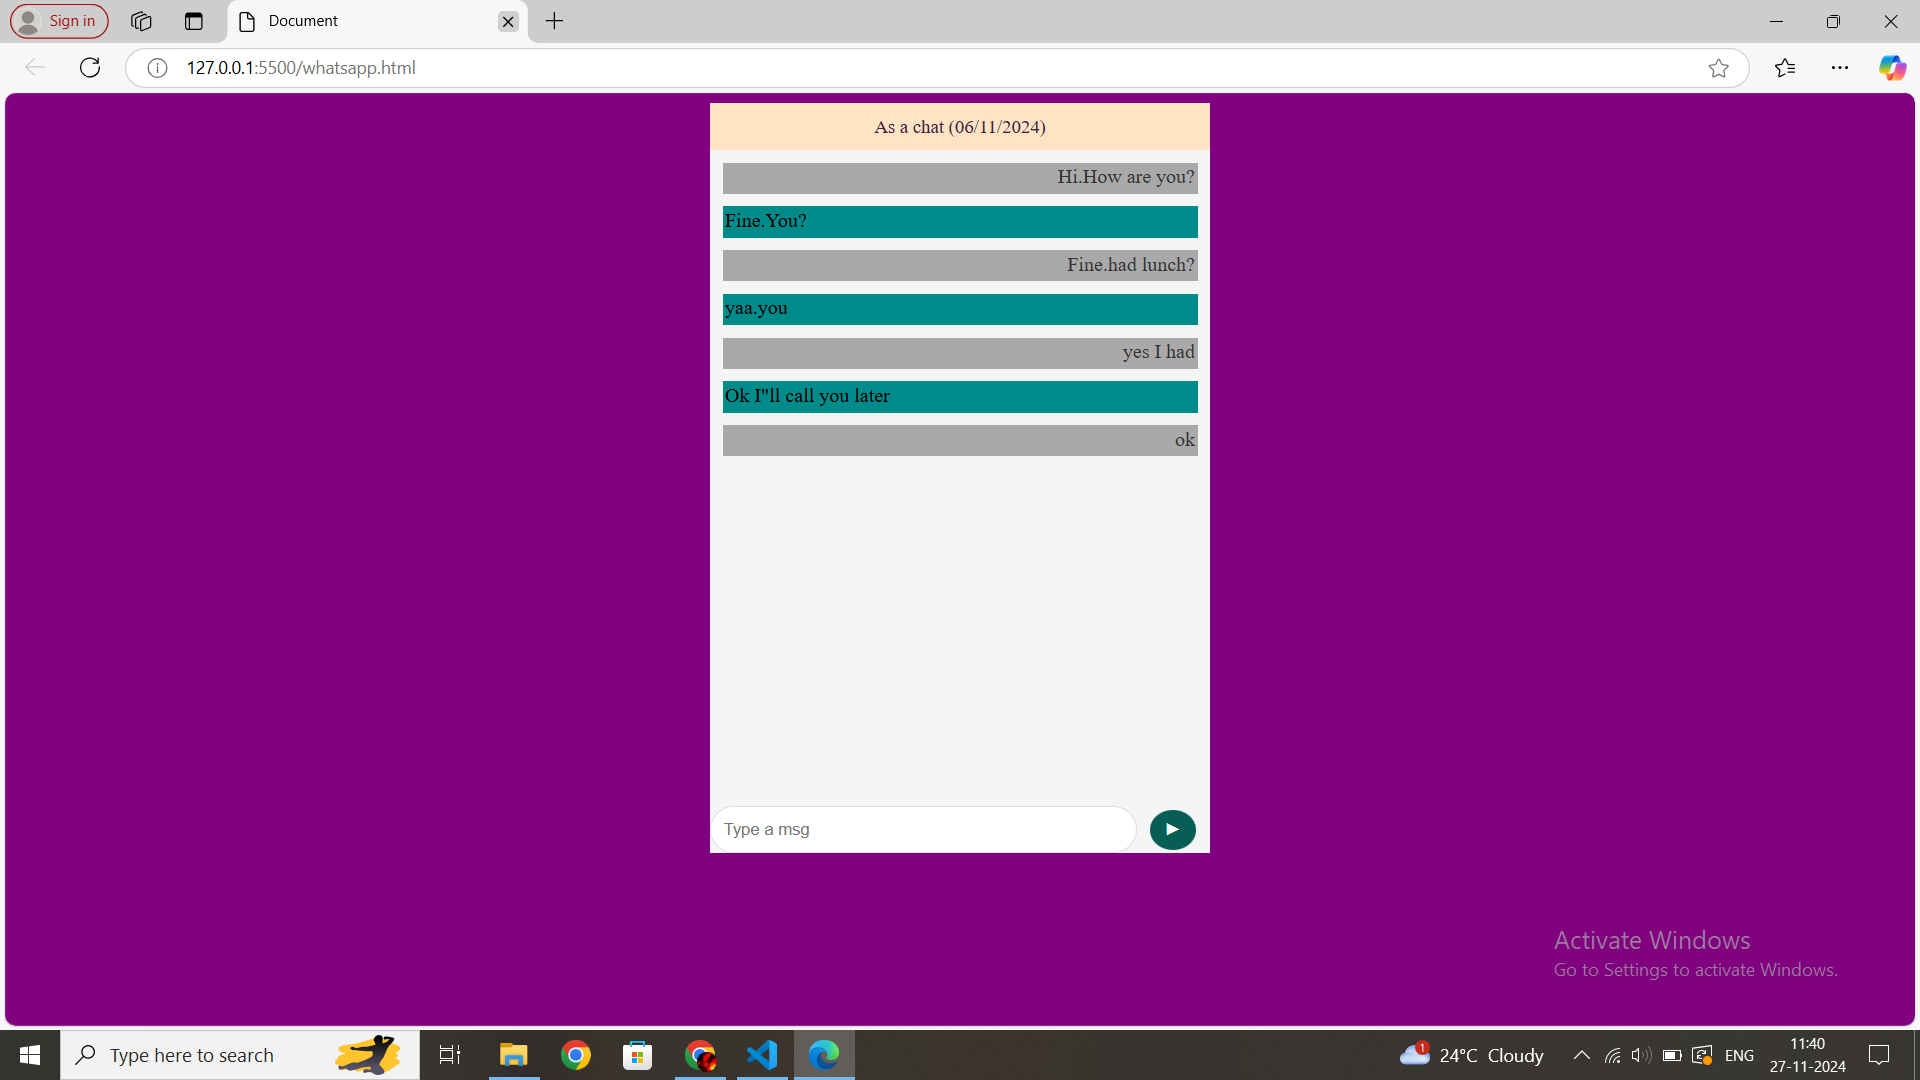 Sign in
Document
127.0.0.1:5500/whatsapp.html
As a chat (06/11/2024)
Hi.How are you?
Fine.You?
Fine.had lunch?
yaa.you
yes I had
Ok I"ll call you later
ok
Type a msg
Activate Windows
Go to Settings to activate Windows.
Type here to search
1
24°C Cloudy
ENG
11:40
27-11-2024